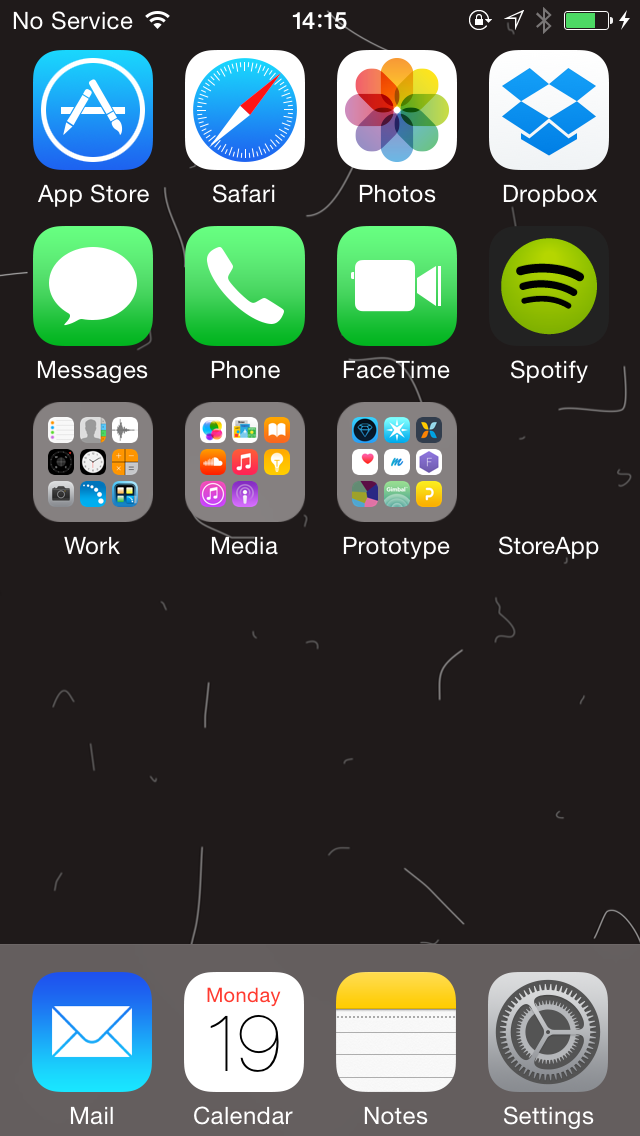 No Service 14:15
App Store Safari Photos Dropbox
Messages Phone FaceTime Spotify
Work Media Prototype StoreApp
Monday
19
Mail Calendar Notes Settings